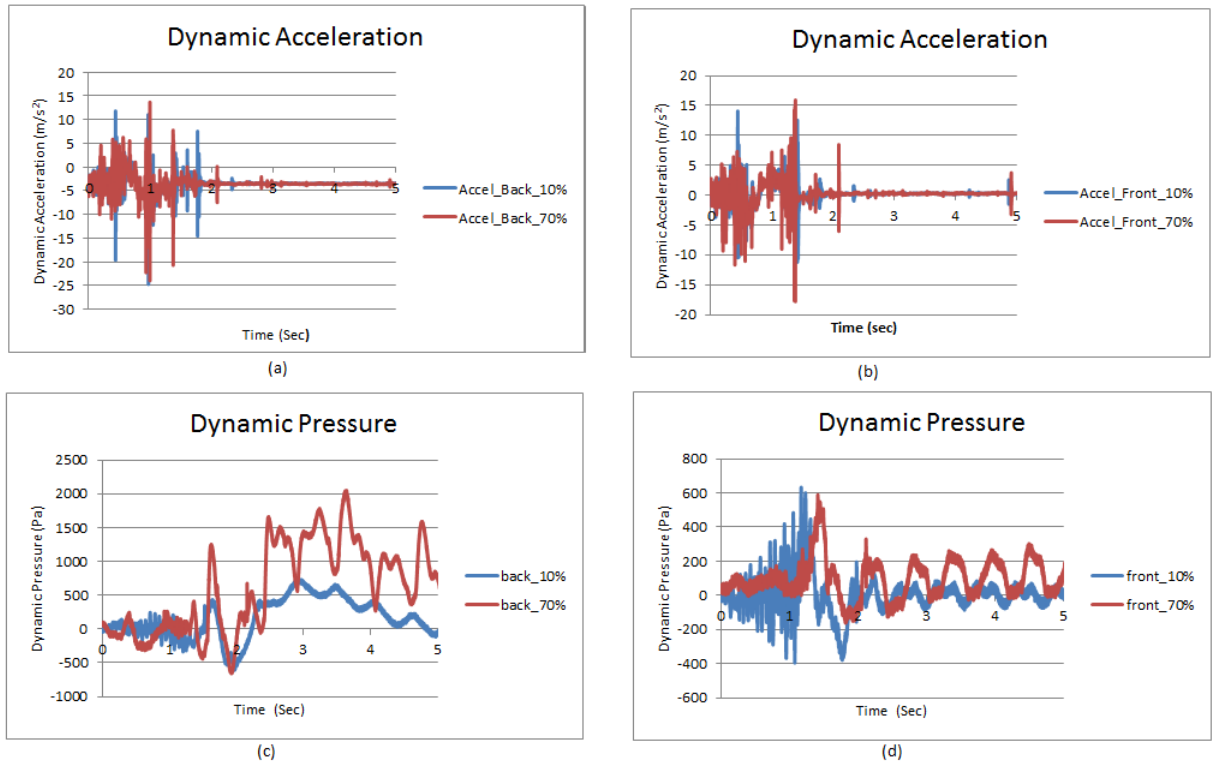 Dynamic Acceleration
Dynamic Acceleration (m/s²)
20
15
10
5
0
-5
-10
-15
-20
-25
-30
0 1 2 3 4 5
Time (Sec)
Accel_Back_10%
Accel_Back_70%
(a)
Dynamic Acceleration
Dynamic Acceleration (m/s²)
20
15
10
5
0
-5
-10
-15
-20
0 1 2 3 4 5
Time (sec)
Accel_Front_10%
Accel_Front_70%
(b)
Dynamic Pressure
Dynamic Pressure (Pa)
2500
2000
1500
1000
500
0
-500
-1000
0 1 2 3 4 5
Time (Sec)
back_10%
back_70%
(c)
Dynamic Pressure
Dynamic Pressure (Pa)
800
600
400
200
0
-200
-400
-600
0 1 2 3 4 5
Time (Sec)
front_10%
front_70%
(d)